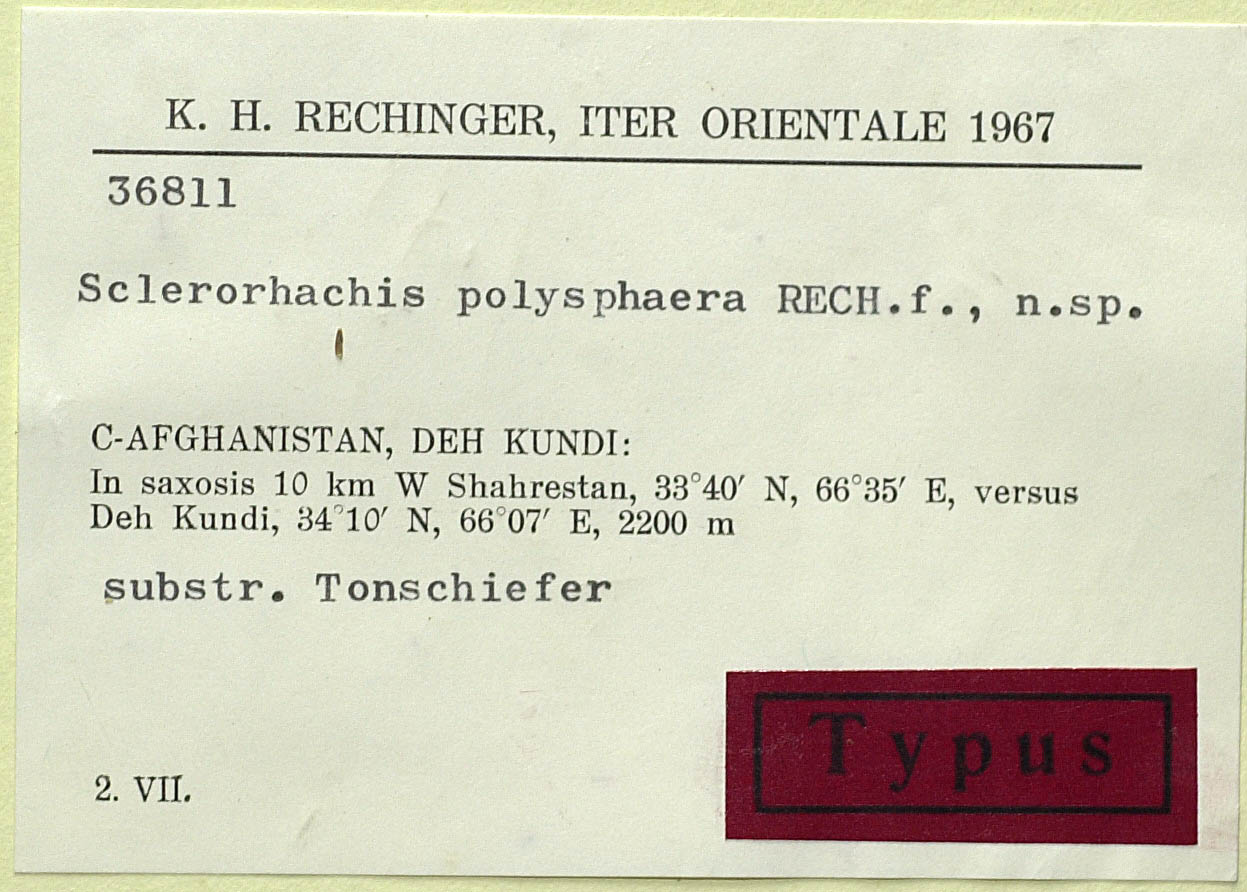 K. H. RECHINGER, ITER ORIENTALE 1967
36811
Sclerorhachis polysphaera RECH.f., n.sp.
C-AFGHANISTAN, DEH KUNDI:
In saxosis 10 km W Shahrestan, 33°40′ N, 66°35′ E, versus
Deh Kundi, 34°10′ N, 66°07′ E, 2200 m
substr. Tonschiefer
2. VII.
Typus